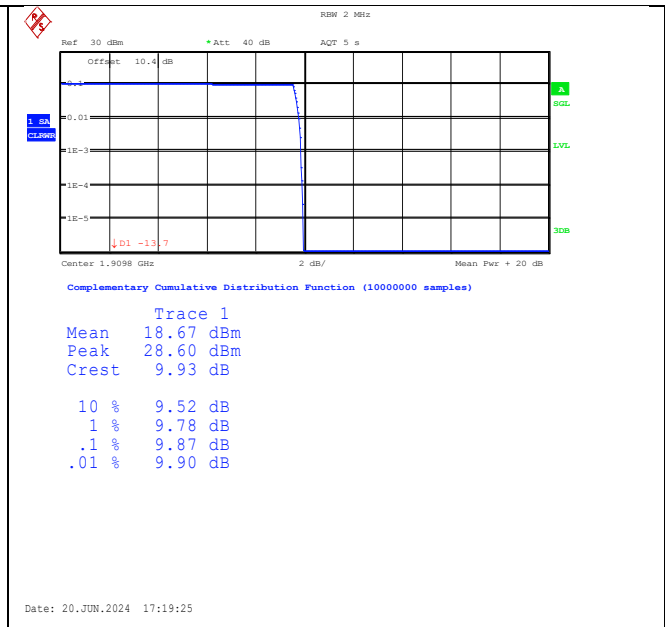 R S
RBW 2 MHz
Ref 30 dBm * Att 40 dB AQT 5 s
Offset 10.4 dB
0.1
A
SGL
1 SA
CLRWR
0.01
1E-3
LVL
1E-4
1E-5
3DB
↓D1 -13.7
Center 1.9098 GHz 2 dB/ Mean Pwr + 20 dB
Complementary Cumulative Distribution Function (10000000 samples)
Trace 1
Mean 18.67 dBm
Peak 28.60 dBm
Crest 9.93 dB
10 % 9.52 dB
1 % 9.78 dB
.1 % 9.87 dB
.01 % 9.90 dB
Date: 20.JUN.2024 17:19:25